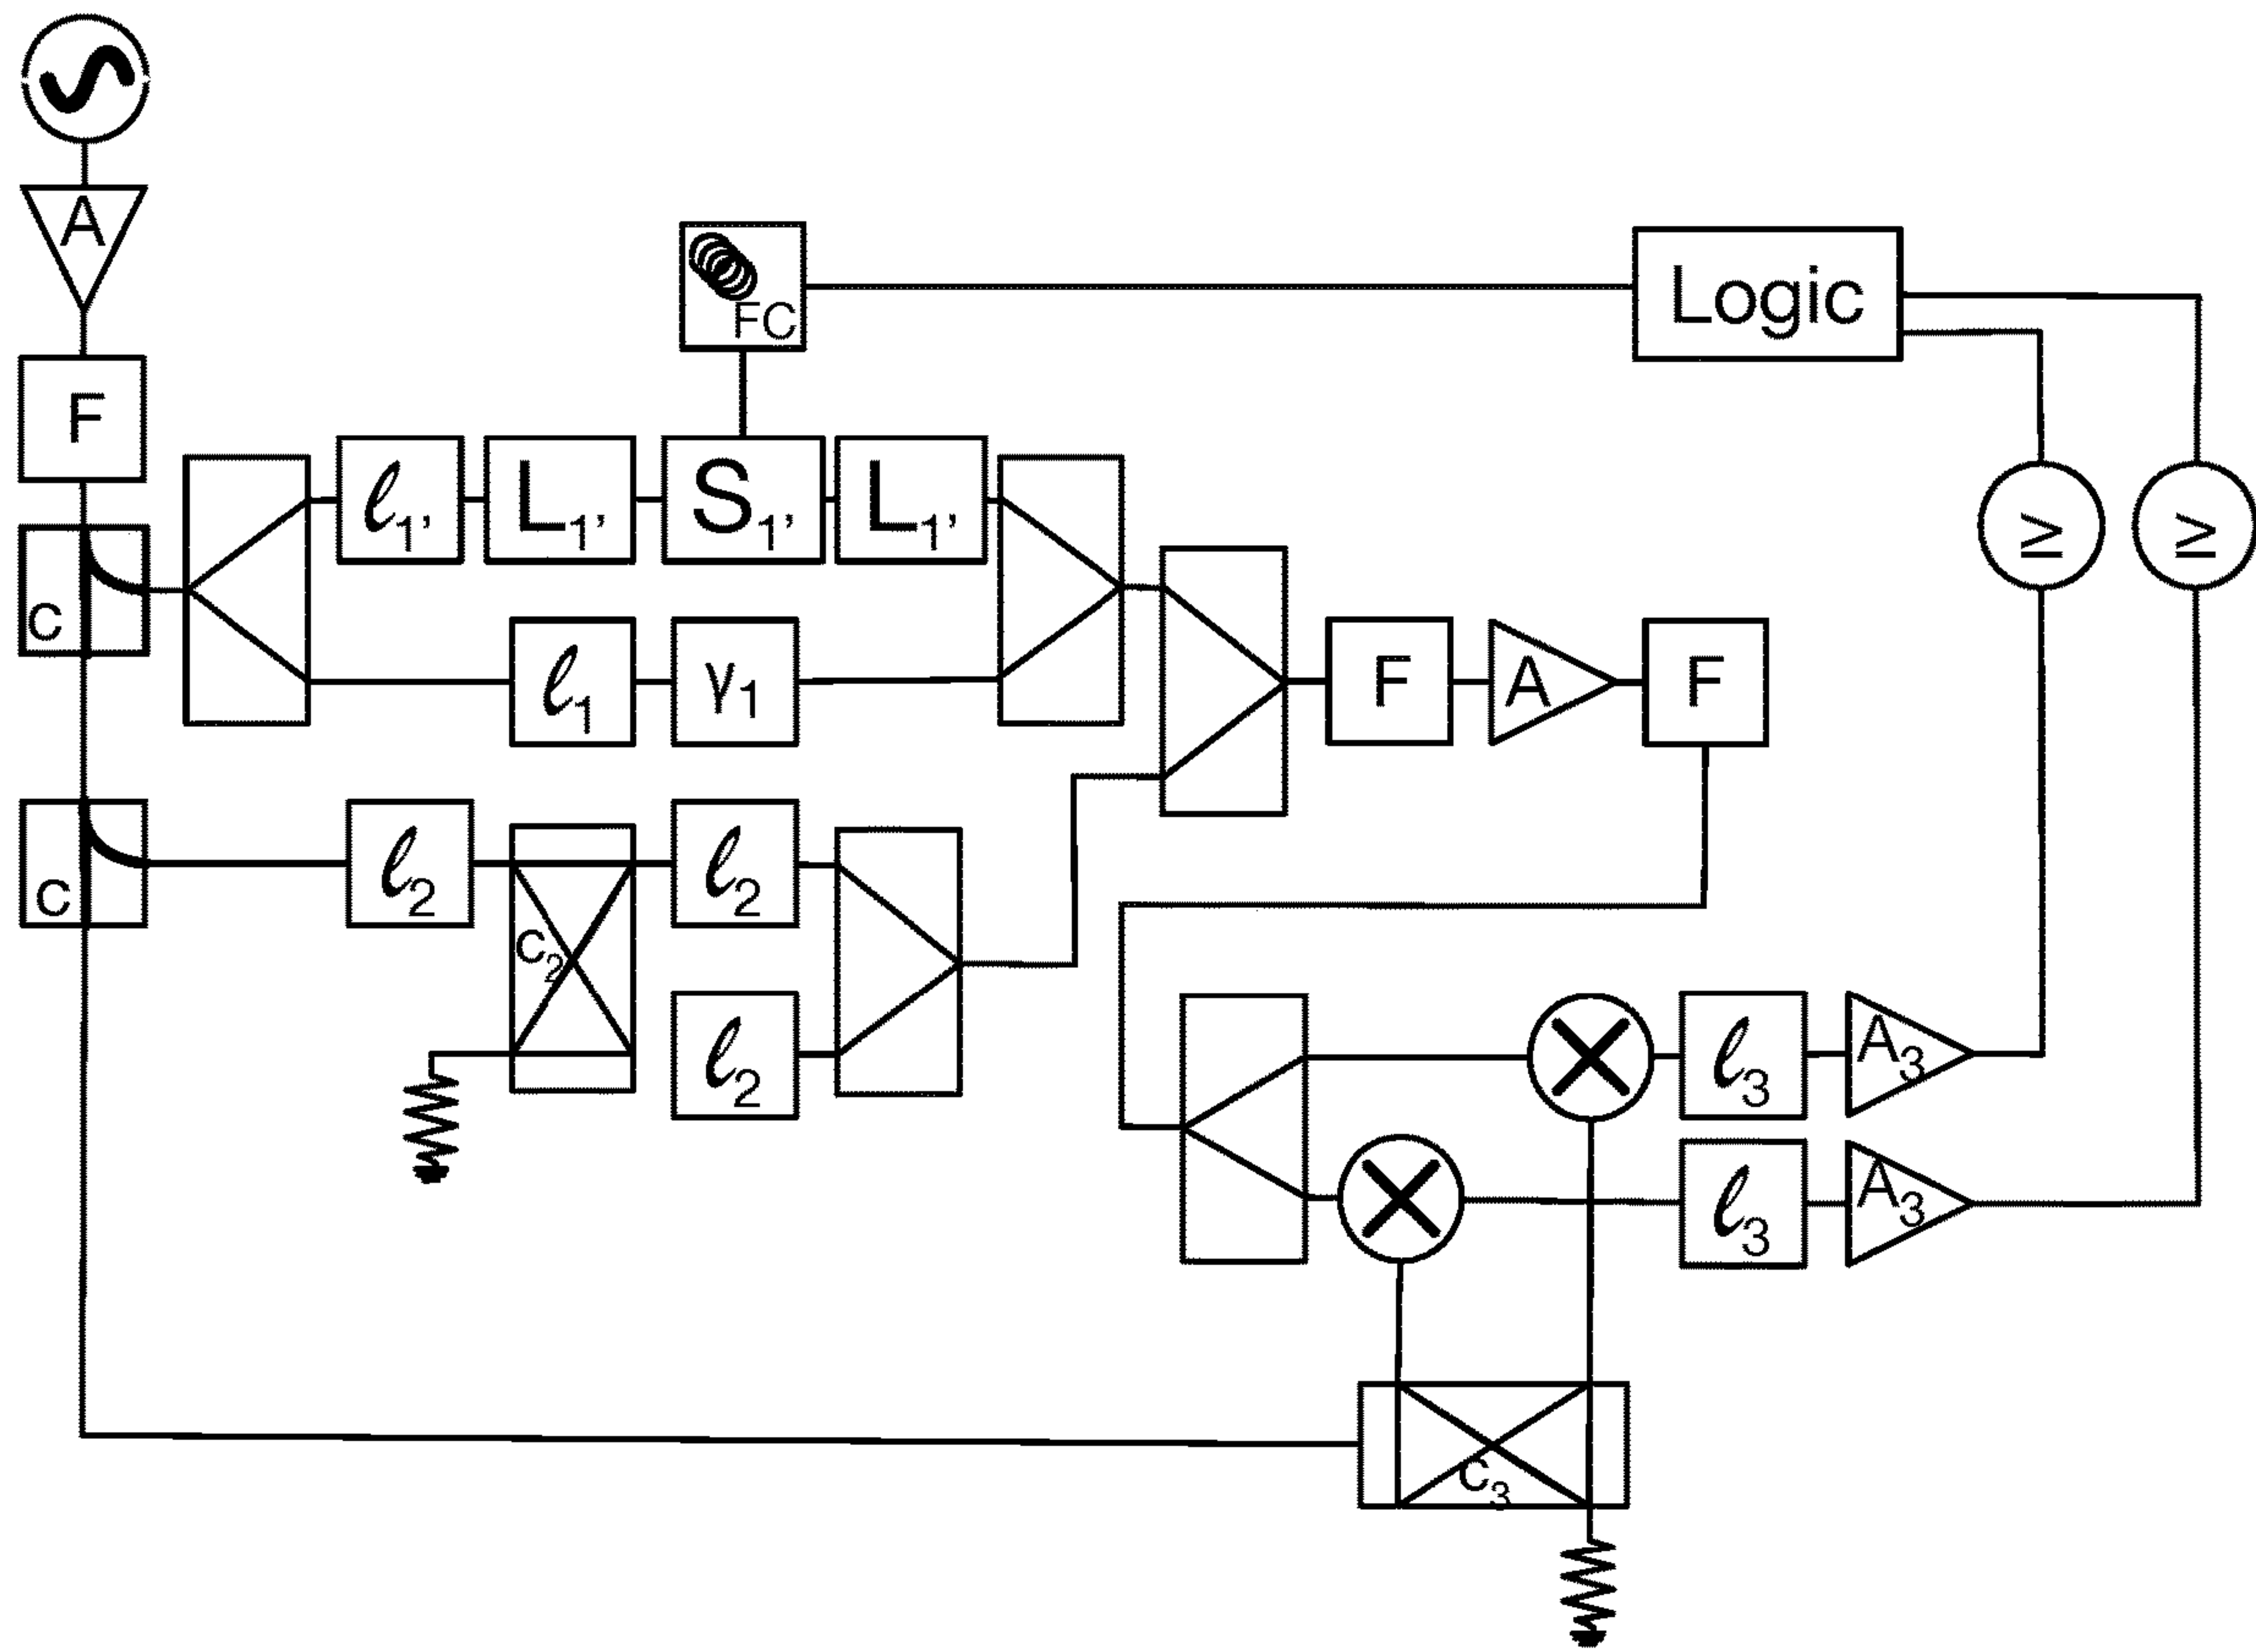 A
FC
Logic
F
ℓ1' L1' S1' L1'
≥ ≥
C
ℓ1 γ1
F A F
C
ℓ2 ℓ2
C2
ℓ2
ℓ3 A3
ℓ3 A3
C3